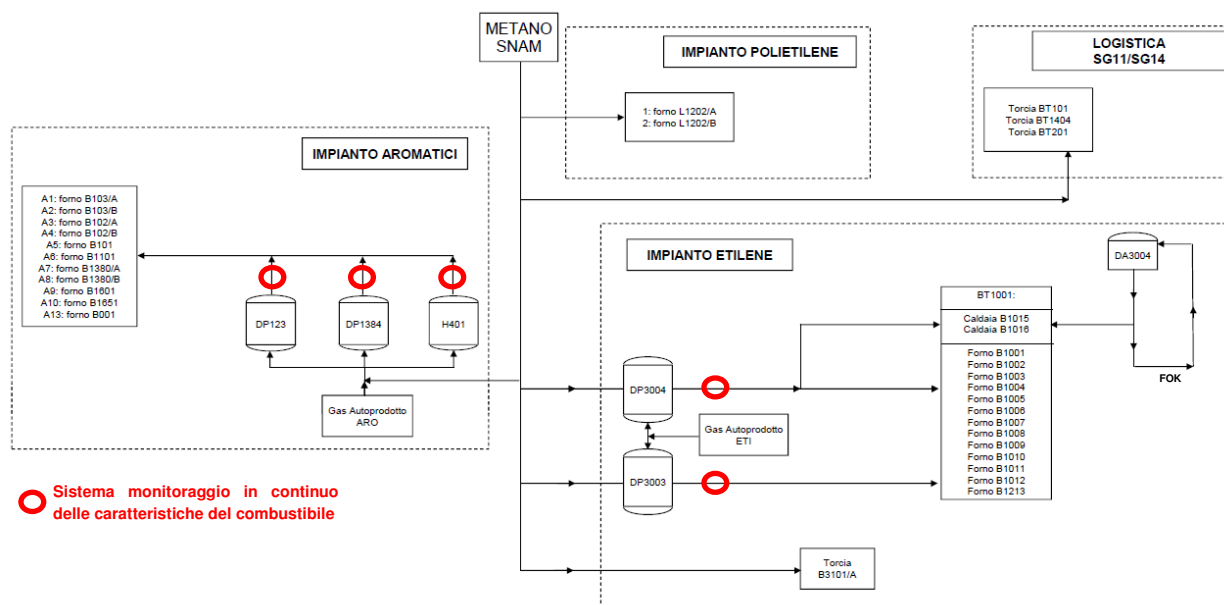 METANO
SNAM
IMPIANTO POLIETILENE
1: forno L1202/A
2: forno L1202/B
LOGISTICA
SG11/SG14
Torcia BT101
Torcia BT1404
Torcia BT201
IMPIANTO AROMATICI
A1: forno B103/A
A2: forno B103/B
A3: forno B102/A
A4: forno B102/B
A5: forno B101
A6: forno B1101
A7: forno B1380/A
A8: forno B1380/B
A9: forno B1601
A10: forno B1651
A13: forno B001
DP123
DP1384
H401
Gas Autoprodotto
ARO
IMPIANTO ETILENE
DA3004
FOK
BT1001:
Caldaia B1015
Caldaia B1016
Forno B1001
Forno B1002
Forno B1003
Forno B1004
Forno B1005
Forno B1006
Forno B1007
Forno B1008
Forno B1009
Forno B1010
Forno B1011
Forno B1012
Forno B1213
DP3004
Gas Autoprodotto
ETI
DP3003
Torcia
B3101/A
Sistema monitoraggio in continuo
delle caratteristiche del combustibile